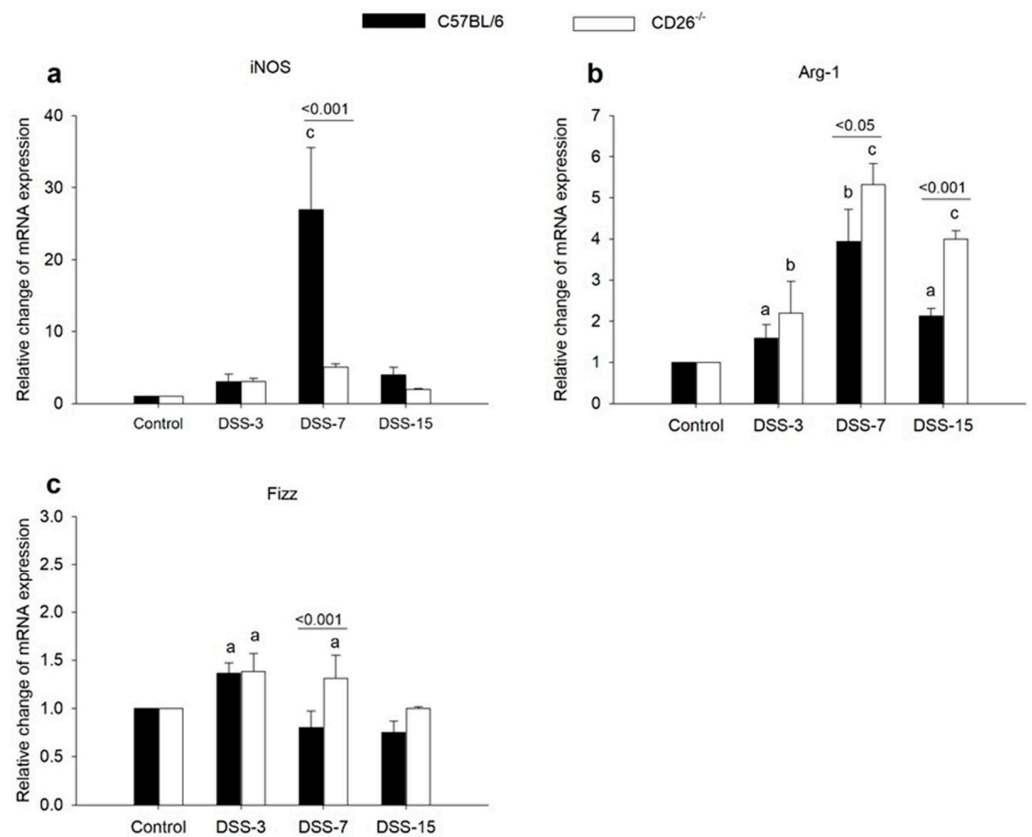 C57BL/6 CD26-/-
a
iNOS
Relative change of mRNA expression
40
30
20
10
0
<0.001
c
Control DSS-3 DSS-7 DSS-15
b
Arg-1
Relative change of mRNA expression
7
6
5
4
3
2
1
0
a
b
<0.05
b
c
<0.001
a
c
Control DSS-3 DSS-7 DSS-15
c
Fizz
Relative change of mRNA expression
3.0
2.5
2.0
1.5
1.0
0.5
0.0
a a
<0.001
a
Control DSS-3 DSS-7 DSS-15